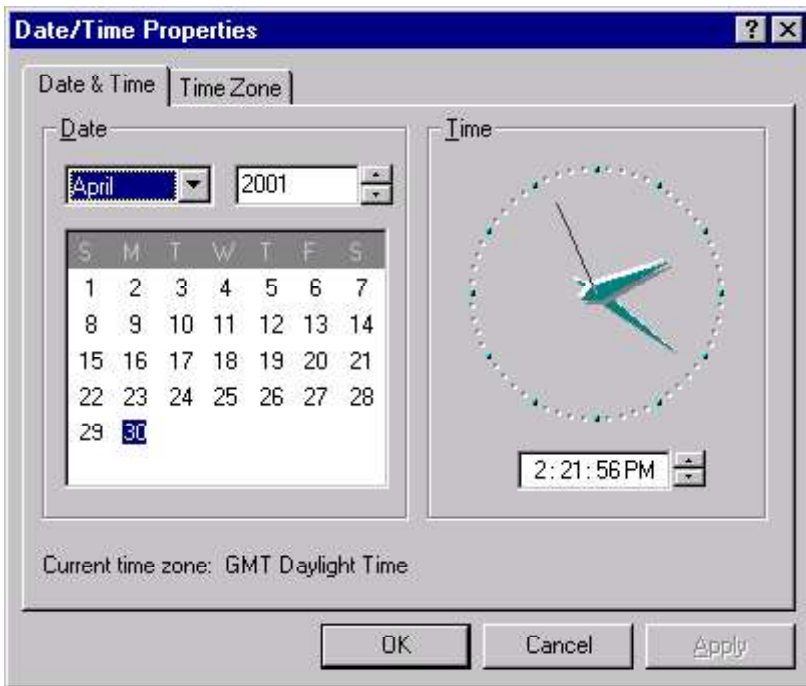 Date/Time Properties
Date & Time
Time Zone
Date
April
2001
S M T W T F S
1 2 3 4 5 6 7
8 9 10 11 12 13 14
15 16 17 18 19 20 21
22 23 24 25 26 27 28
29 30
Time
2:21:56 PM
Current time zone: GMT Daylight Time
OK
Cancel
Apply